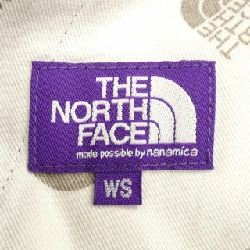 THE
NORTH
FACE
made possible by nanamica
WS